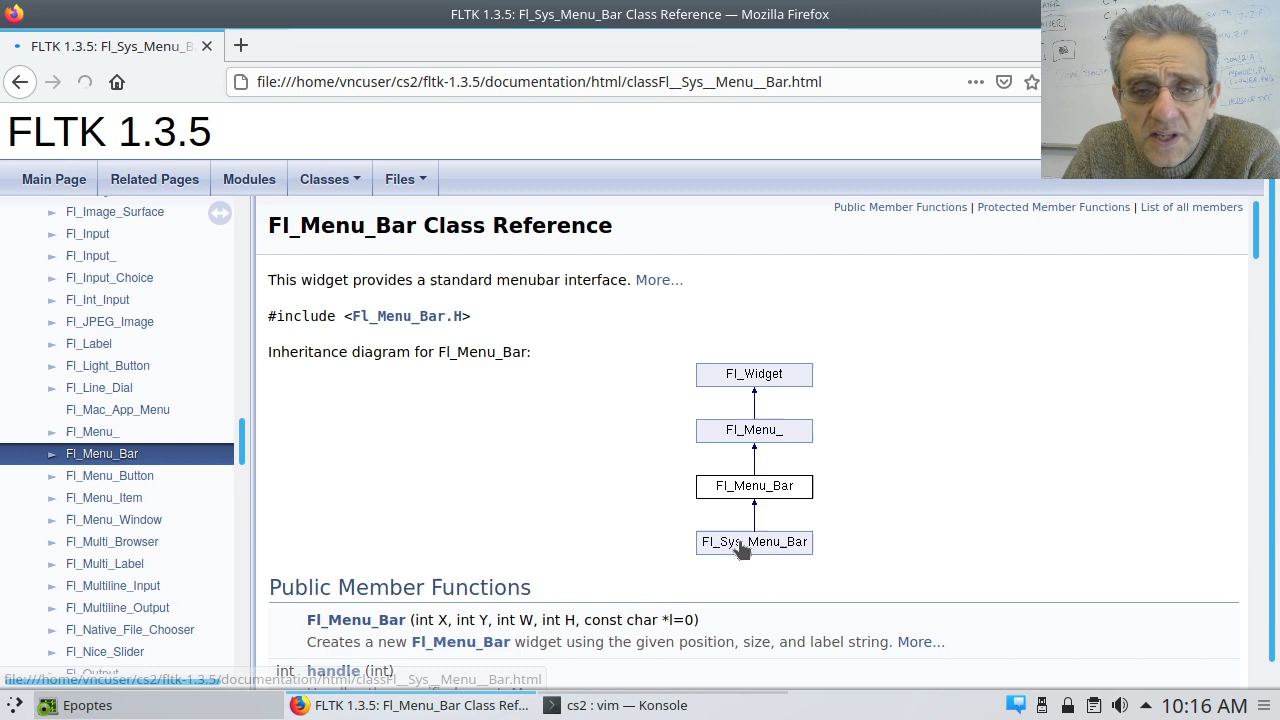 FLTK 1.3.5: Fl_Sys_Menu_Bar Class Reference — Mozilla Firefox
FLTK 1.3.5: Fl_Sys_Menu_B
file:///home/vncuser/cs2/fltk-1.3.5/documentation/html/classFl__Sys__Menu__Bar.html
FLTK 1.3.5
Main Page
Related Pages
Modules
Classes
Files
Fl_Image_Surface
Fl_Input
Fl_Input_
Fl_Input_Choice
Fl_Int_Input
Fl_JPEG_Image
Fl_Label
Fl_Light_Button
Fl_Line_Dial
Fl_Mac_App_Menu
Fl_Menu_
Fl_Menu_Bar
Fl_Menu_Button
Fl_Menu_Item
Fl_Menu_Window
Fl_Multi_Browser
Fl_Multi_Label
Fl_Multiline_Input
Fl_Multiline_Output
Fl_Native_File_Chooser
Fl_Nice_Slider
Fl_Output
Public Member Functions | Protected Member Functions | List of all members
Fl_Menu_Bar Class Reference
This widget provides a standard menubar interface. More...
#include <Fl_Menu_Bar.H>
Inheritance diagram for Fl_Menu_Bar:
Fl_Widget
Fl_Menu_
Fl_Menu_Bar
Fl_Sys_Menu_Bar
Public Member Functions
Fl_Menu_Bar (int X, int Y, int W, int H, const char *l=0)
Creates a new Fl_Menu_Bar widget using the given position, size, and label string. More...
int handle (int)
file:///home/vncuser/cs2/fltk-1.3.5/documentation/html/classFl__Sys__Menu__Bar.html
Epoptes
FLTK 1.3.5: Fl_Menu_Bar Class Ref...
cs2 : vim — Konsole
10:16 AM